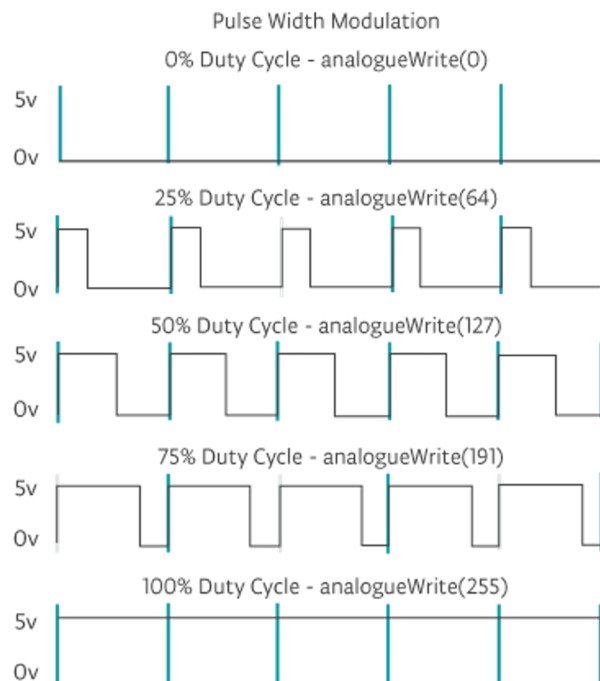 Pulse Width Modulation
0% Duty Cycle - analogueWrite(0)
5v
0v
25% Duty Cycle - analogueWrite(64)
5v
0v
50% Duty Cycle - analogueWrite(127)
5v
0v
75% Duty Cycle - analogueWrite(191)
5v
0v
100% Duty Cycle - analogueWrite(255)
5v
0v